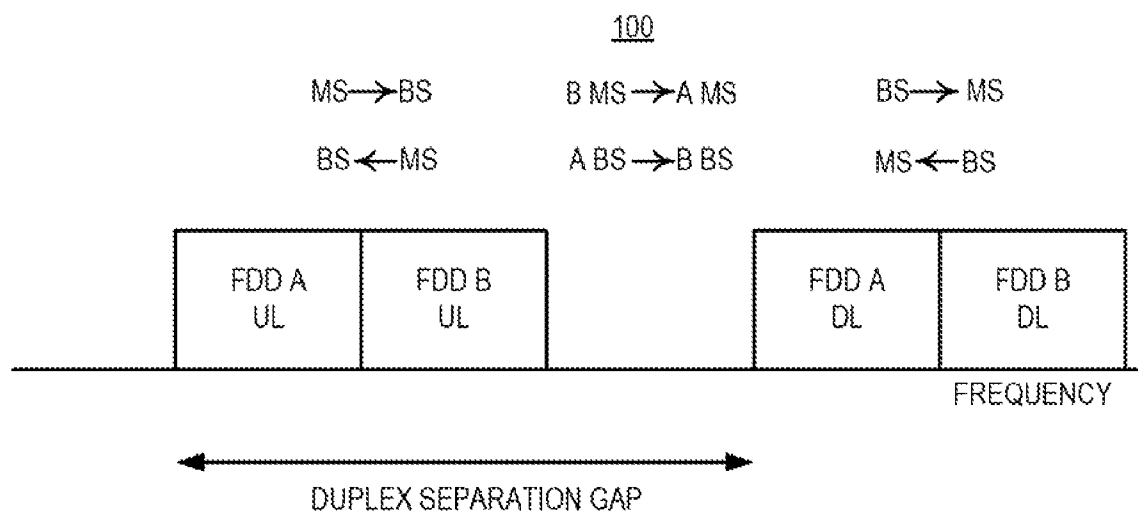 100
MS→BS B MS→A MS BS→MS
BS←MS A BS→B BS MS←BS
FDD A FDD B FDD A FDD B
UL UL DL DL
FREQUENCY
DUPLEX SEPARATION GAP